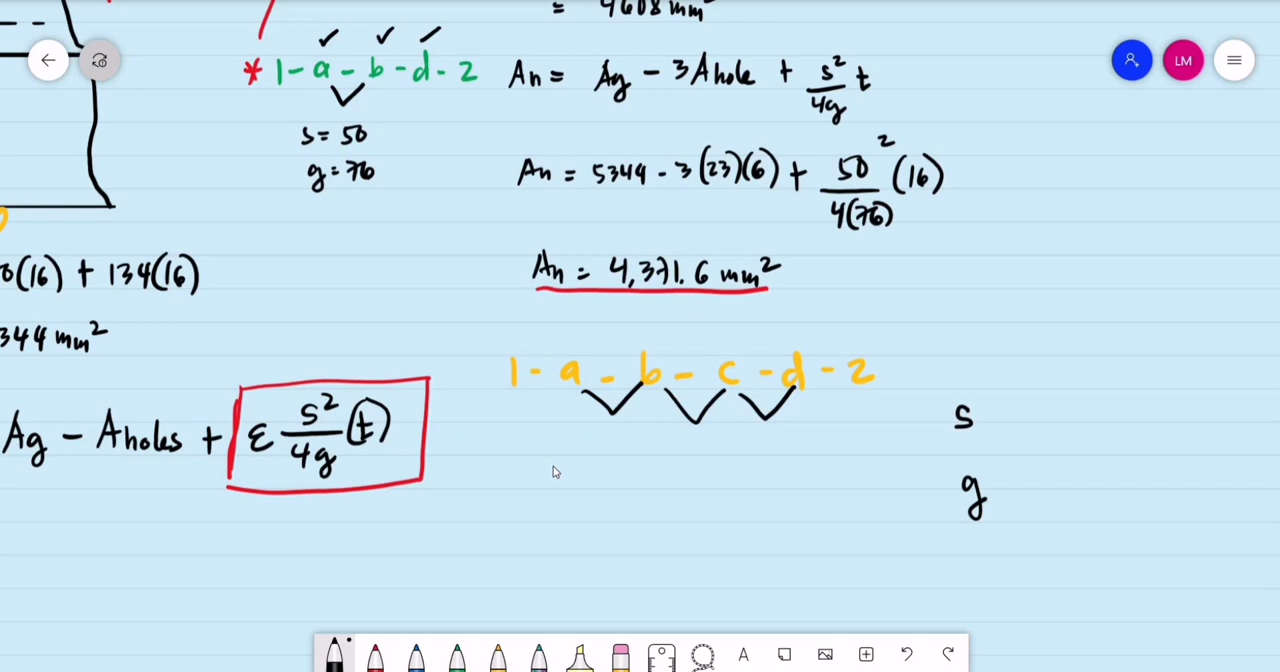 = 4608 mm²
* 1 - a - b - d - 2
An = Ag - 3Ahole + s²/4g t
s = 50
g = 76
An = 5344 - 3(23)(6) + 50²/4(76) (16)
An = 4,371.6 mm²
0(16) + 134(16)
344 mm²
1 - a - b - c - d - 2
Ag - Aholes + Ɛ s²/4g (t)
s
g
LM
A